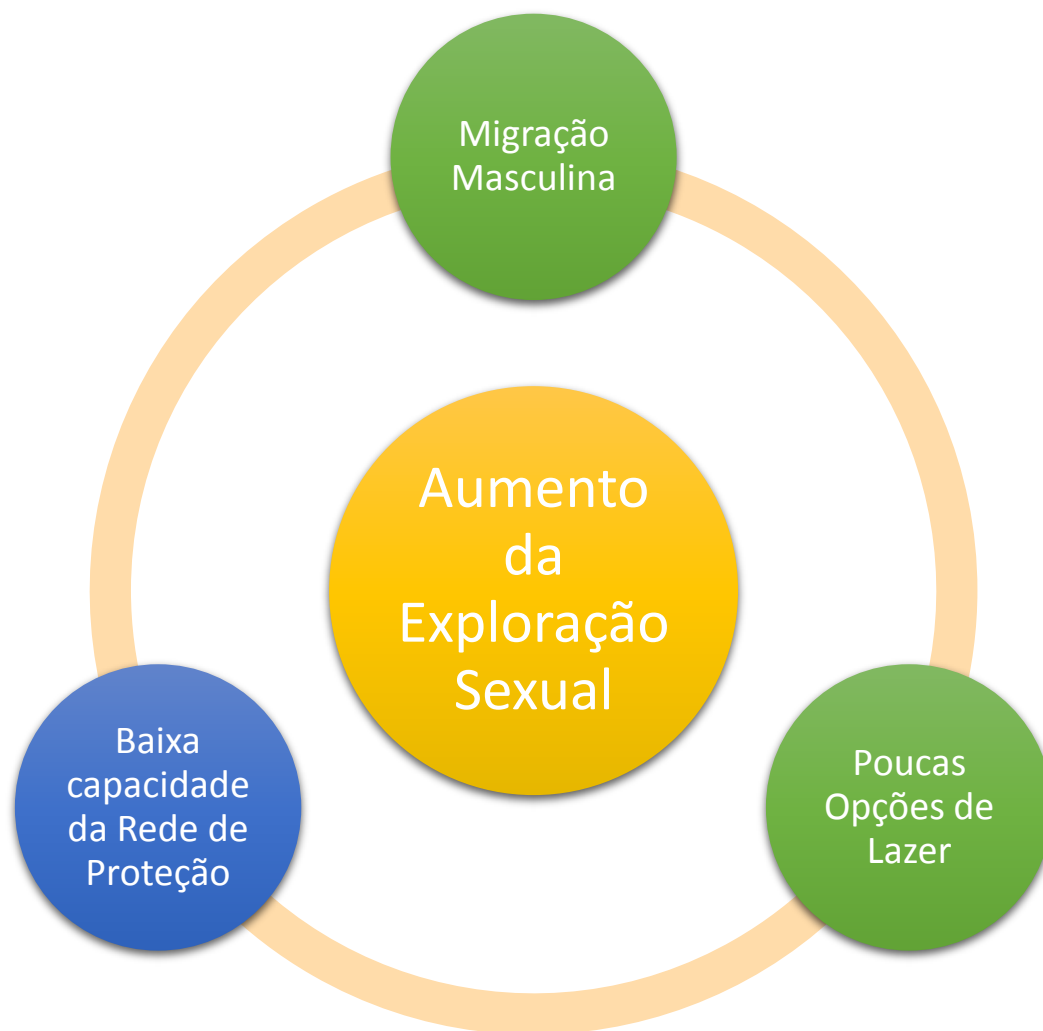 Migração
Masculina
Aumento
da
Exploração
Sexual
Baixa
capacidade
da Rede de
Proteção
Poucas
Opções de
Lazer